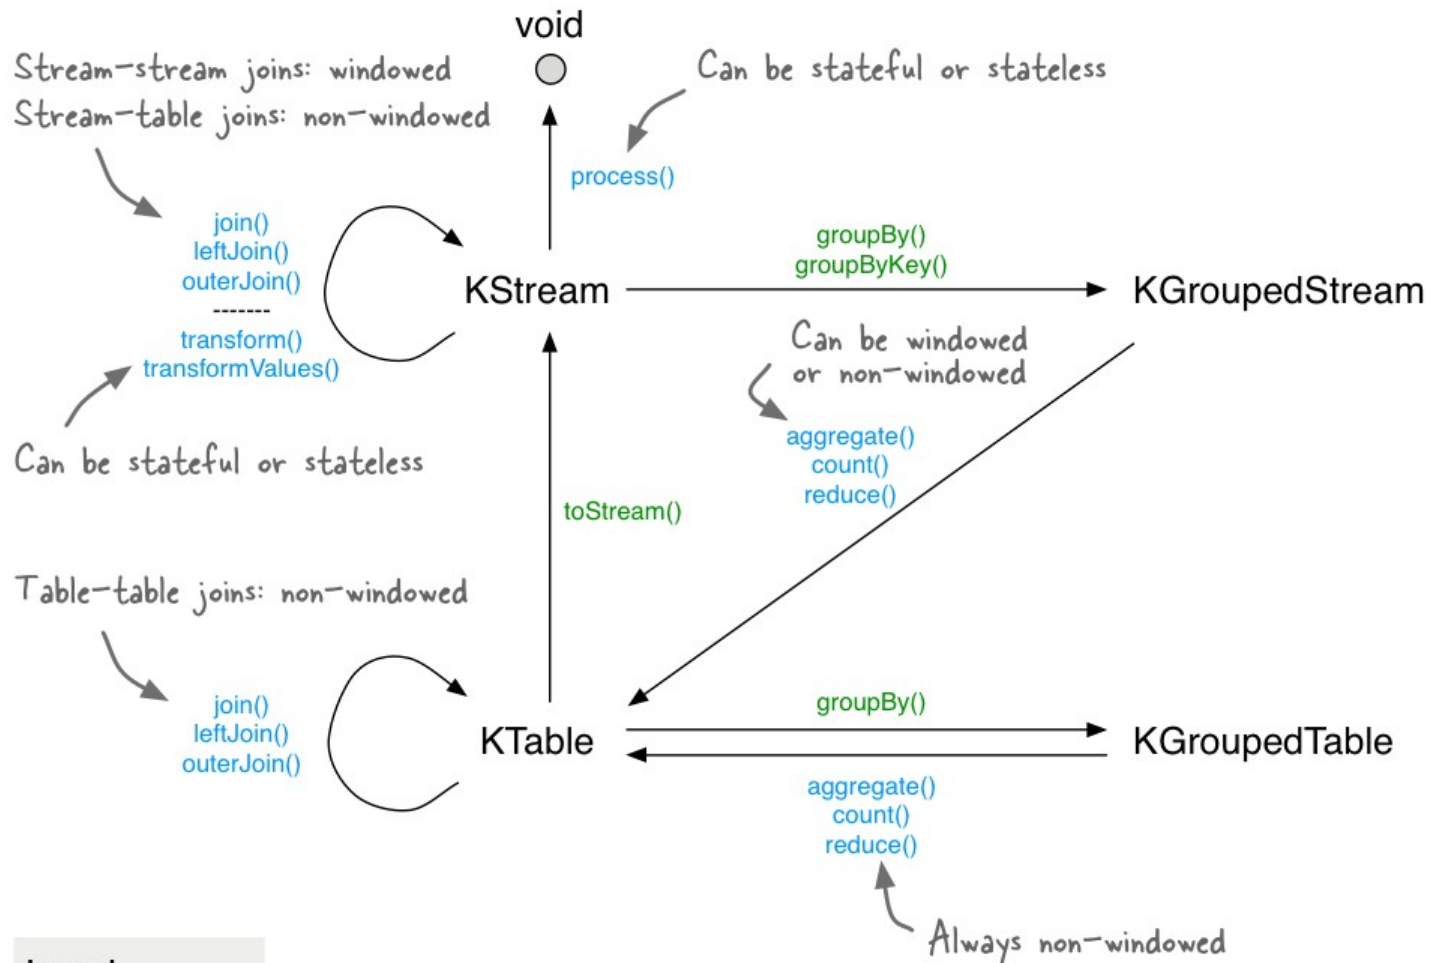 void
Stream-stream joins: windowed
Stream-table joins: non-windowed
Can be stateful or stateless
process()
join()
leftJoin()
outerJoin()
-------
transform()
transformValues()
Can be stateful or stateless
KStream
groupBy()
groupByKey()
KGroupedStream
Can be windowed
or non-windowed
aggregate()
count()
reduce()
toStream()
Table-table joins: non-windowed
join()
leftJoin()
outerJoin()
KTable
groupBy()
KGroupedTable
aggregate()
count()
reduce()
Always non-windowed